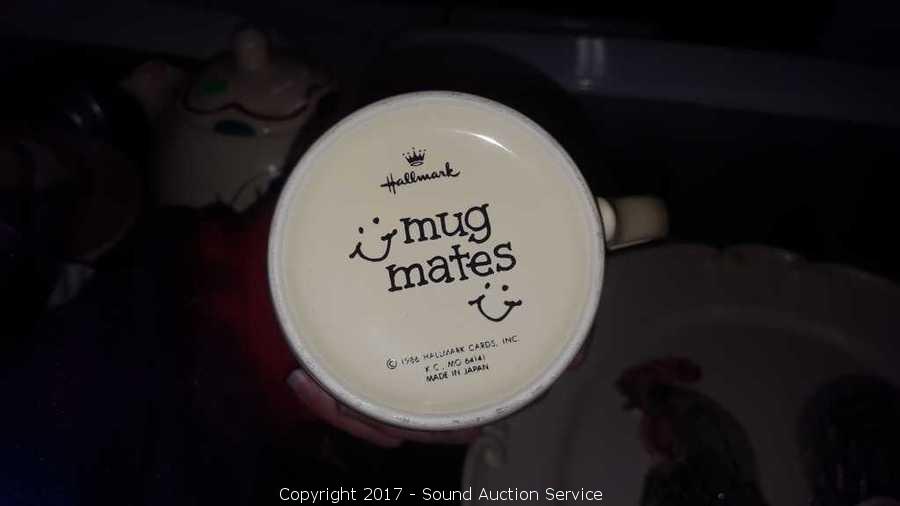 Hallmark
mug
mates
© 1986 HALLMARK CARDS, INC.
K.C., MO 64141
MADE IN JAPAN
Copyright 2017 - Sound Auction Service